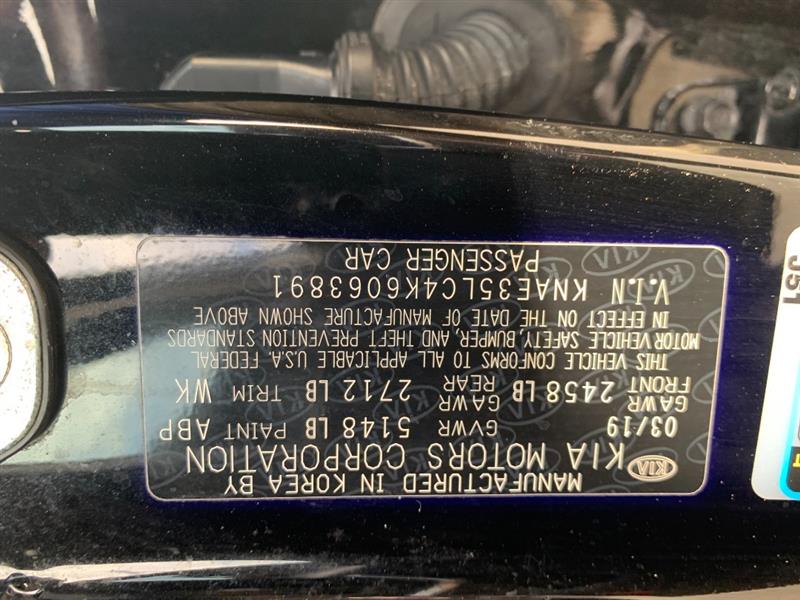 MANUFACTURED IN KOREA BY
KIA KIA MOTORS CORPORATION
03/19 GVWR 5148 LB PAINT ABP
GAWR FRONT 2458 LB GAWR REAR 2712 LB TRIM WK
THIS VEHICLE CONFORMS TO ALL APPLICABLE U.S.A. FEDERAL
MOTOR VEHICLE SAFETY, BUMPER, AND THEFT PREVENTION STANDARDS
IN EFFECT ON THE DATE OF MANUFACTURE SHOWN ABOVE
V.I.N KNAE35LC4K6063891
PASSENGER CAR
J51